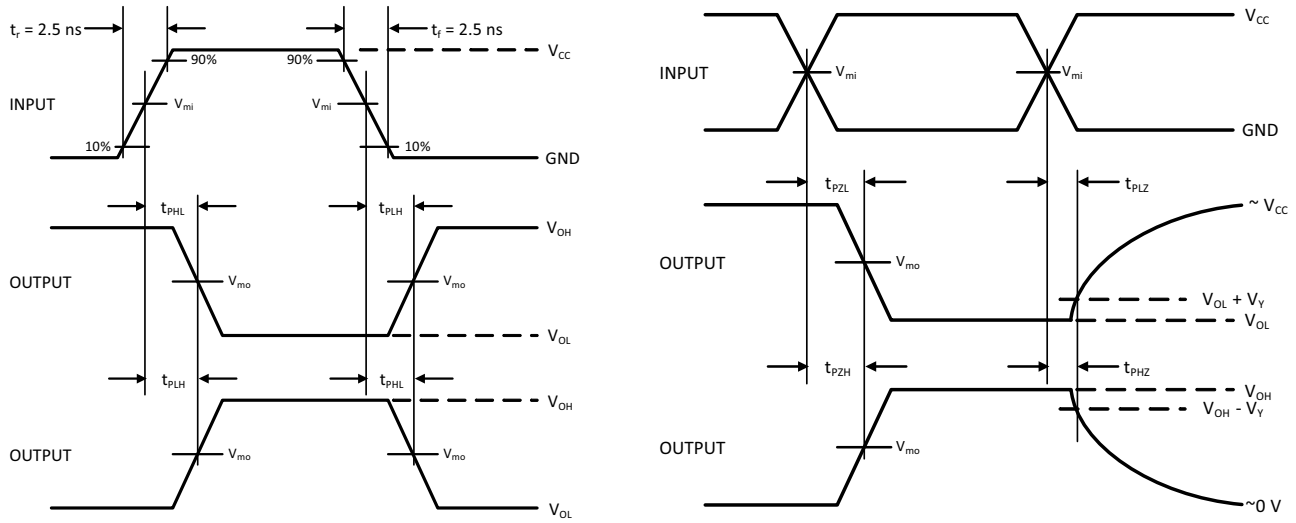 t_r = 2.5 ns
t_f = 2.5 ns
V_CC
90%
90%
INPUT
V_mi
V_mi
10%
10%
GND
t_PHL
t_PLH
V_OH
OUTPUT
V_mo
V_mo
V_OL
t_PLH
t_PHL
V_OH
OUTPUT
V_mo
V_mo
V_OL
V_CC
INPUT
V_mi
V_mi
GND
t_PZL
t_PLZ
~ V_CC
OUTPUT
V_mo
V_OL + V_Y
V_OL
t_PZH
t_PHZ
V_OH
V_OH - V_Y
OUTPUT
V_mo
~0 V